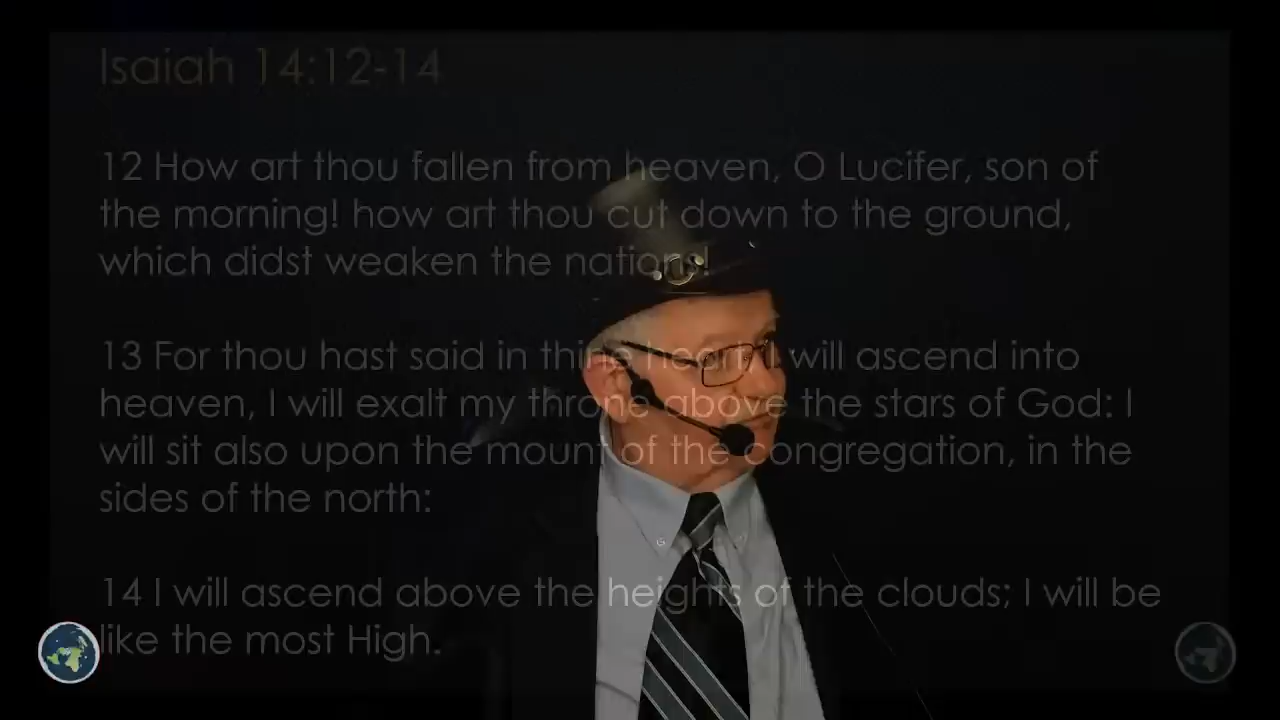 Isaiah 14:12-14
12 How art thou fallen from heaven, O Lucifer, son of
the morning! how art thou cut down to the ground,
which didst weaken the nations!
13 For thou hast said in thine heart, I will ascend into
heaven, I will exalt my throne above the stars of God: I
will sit also upon the mount of the congregation, in the
sides of the north:
14 I will ascend above the heights of the clouds; I will be
like the most High.